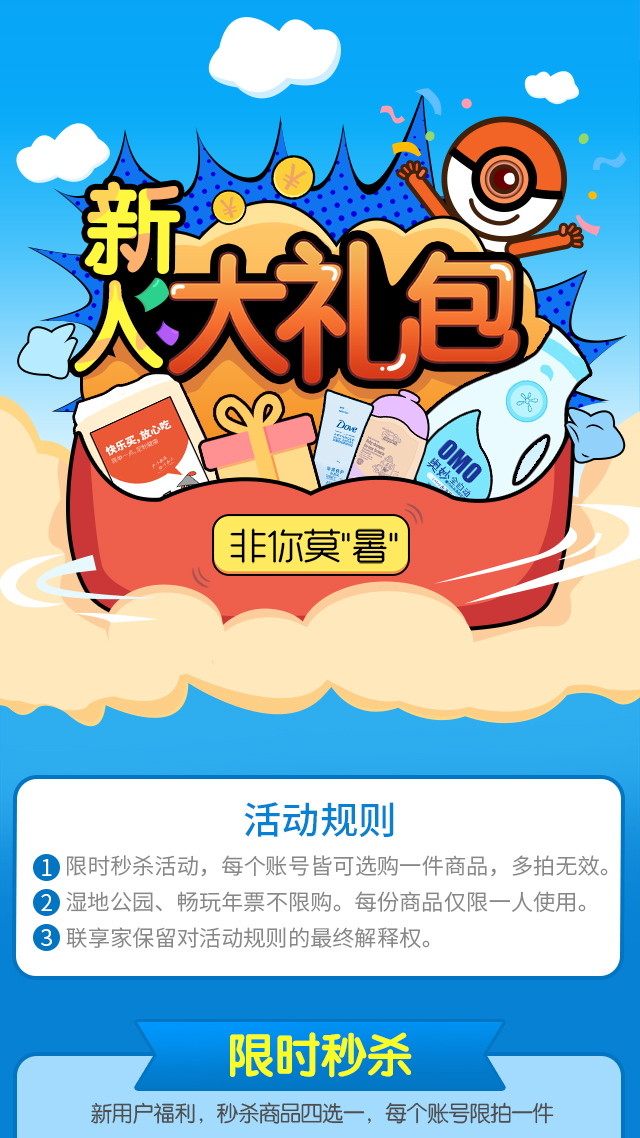 新人
大礼包
快乐买,放心吃
Dove
OMO
奥妙全自动
非你莫"暑"
活动规则
1 限时秒杀活动，每个账号皆可选购一件商品，多拍无效。
2 湿地公园、畅玩年票不限购。每份商品仅限一人使用。
3 联享家保留对活动规则的最终解释权。
限时秒杀
新用户福利，秒杀商品四选一，每个账号限拍一件